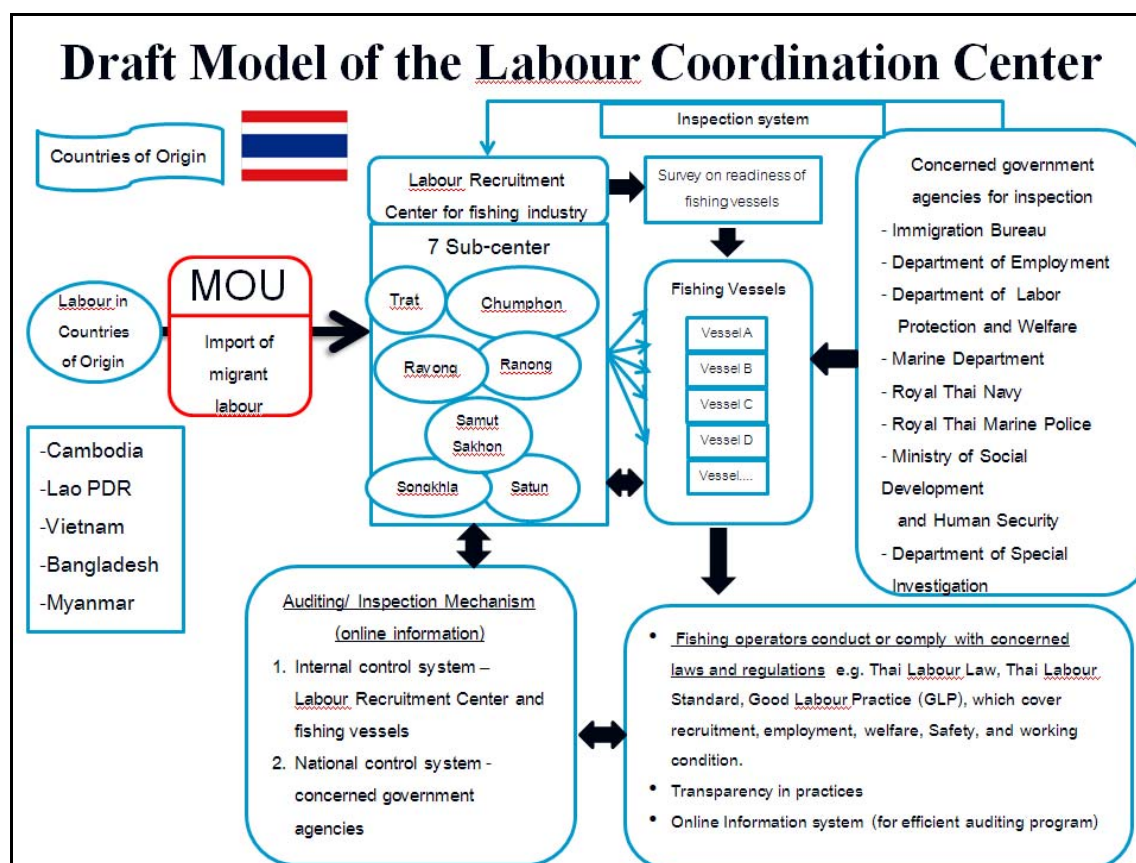 Draft Model of the Labour Coordination Center
Countries of Origin
Inspection system
Labour Recruitment
Center for fishing industry
Survey on readiness of
fishing vessels
Concerned government
agencies for inspection
- Immigration Bureau
- Department of Employment
- Department of Labor
Protection and Welfare
- Marine Department
- Royal Thai Navy
- Royal Thai Marine Police
- Ministry of Social
Development
and Human Security
- Department of Special
Investigation
Labour in
Countries
of Origin
MOU
Import of
migrant
labour
7 Sub-center
Trat
Chumphon
Rayong
Ranong
Samut
Sakhon
Songkhla
Satun
Fishing Vessels
Vessel A
Vessel B
Vessel C
Vessel D
Vessel....
-Cambodia
-Lao PDR
-Vietnam
-Bangladesh
-Myanmar
Auditing/ Inspection Mechanism
(online information)
1. Internal control system –
Labour Recruitment Center and
fishing vessels
2. National control system -
concerned government
agencies
• Fishing operators conduct or comply with concerned
laws and regulations e.g. Thai Labour Law, Thai Labour
Standard, Good Labour Practice (GLP), which cover
recruitment, employment, welfare, Safety, and working
condition.
• Transparency in practices
• Online Information system (for efficient auditing program)